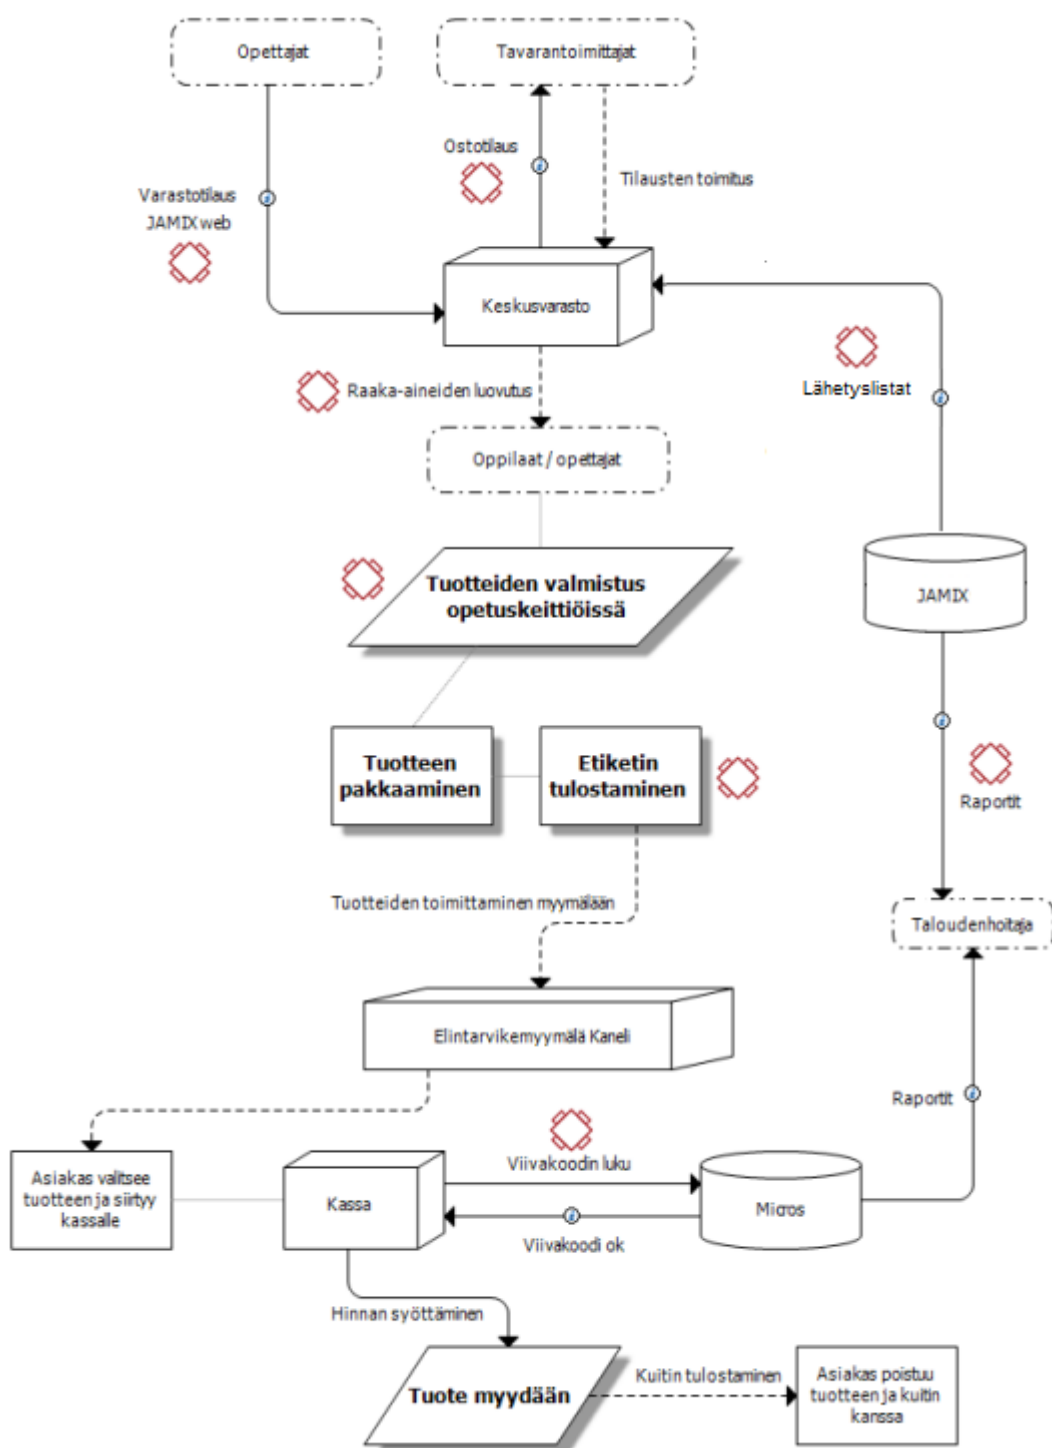 Opettajat
Tavarantoimittajat
Ostotilaus
Tilausten toimitus
Varastotilaus
JAMIX web
Keskusvarasto
Raaka-aineiden luovutus
Lähetyslistat
Oppilaat / opettajat
Tuotteiden valmistus
opetuskeittiöissä
JAMIX
Tuotteen
pakkaaminen
Etiketin
tulostaminen
Raportit
Tuotteiden toimittaminen myymälään
Taloudenhoitaja
Elintarvikemyymälä Kaneli
Raportit
Asiakas valitsee
tuotteen ja siirtyy
kassalle
Kassa
Viivakoodin luku
Micros
Viivakoodi ok
Hinnan syöttäminen
Tuote myydään
Kuitin tulostaminen
Asiakas poistuu
tuotteen ja kuitin
kanssa